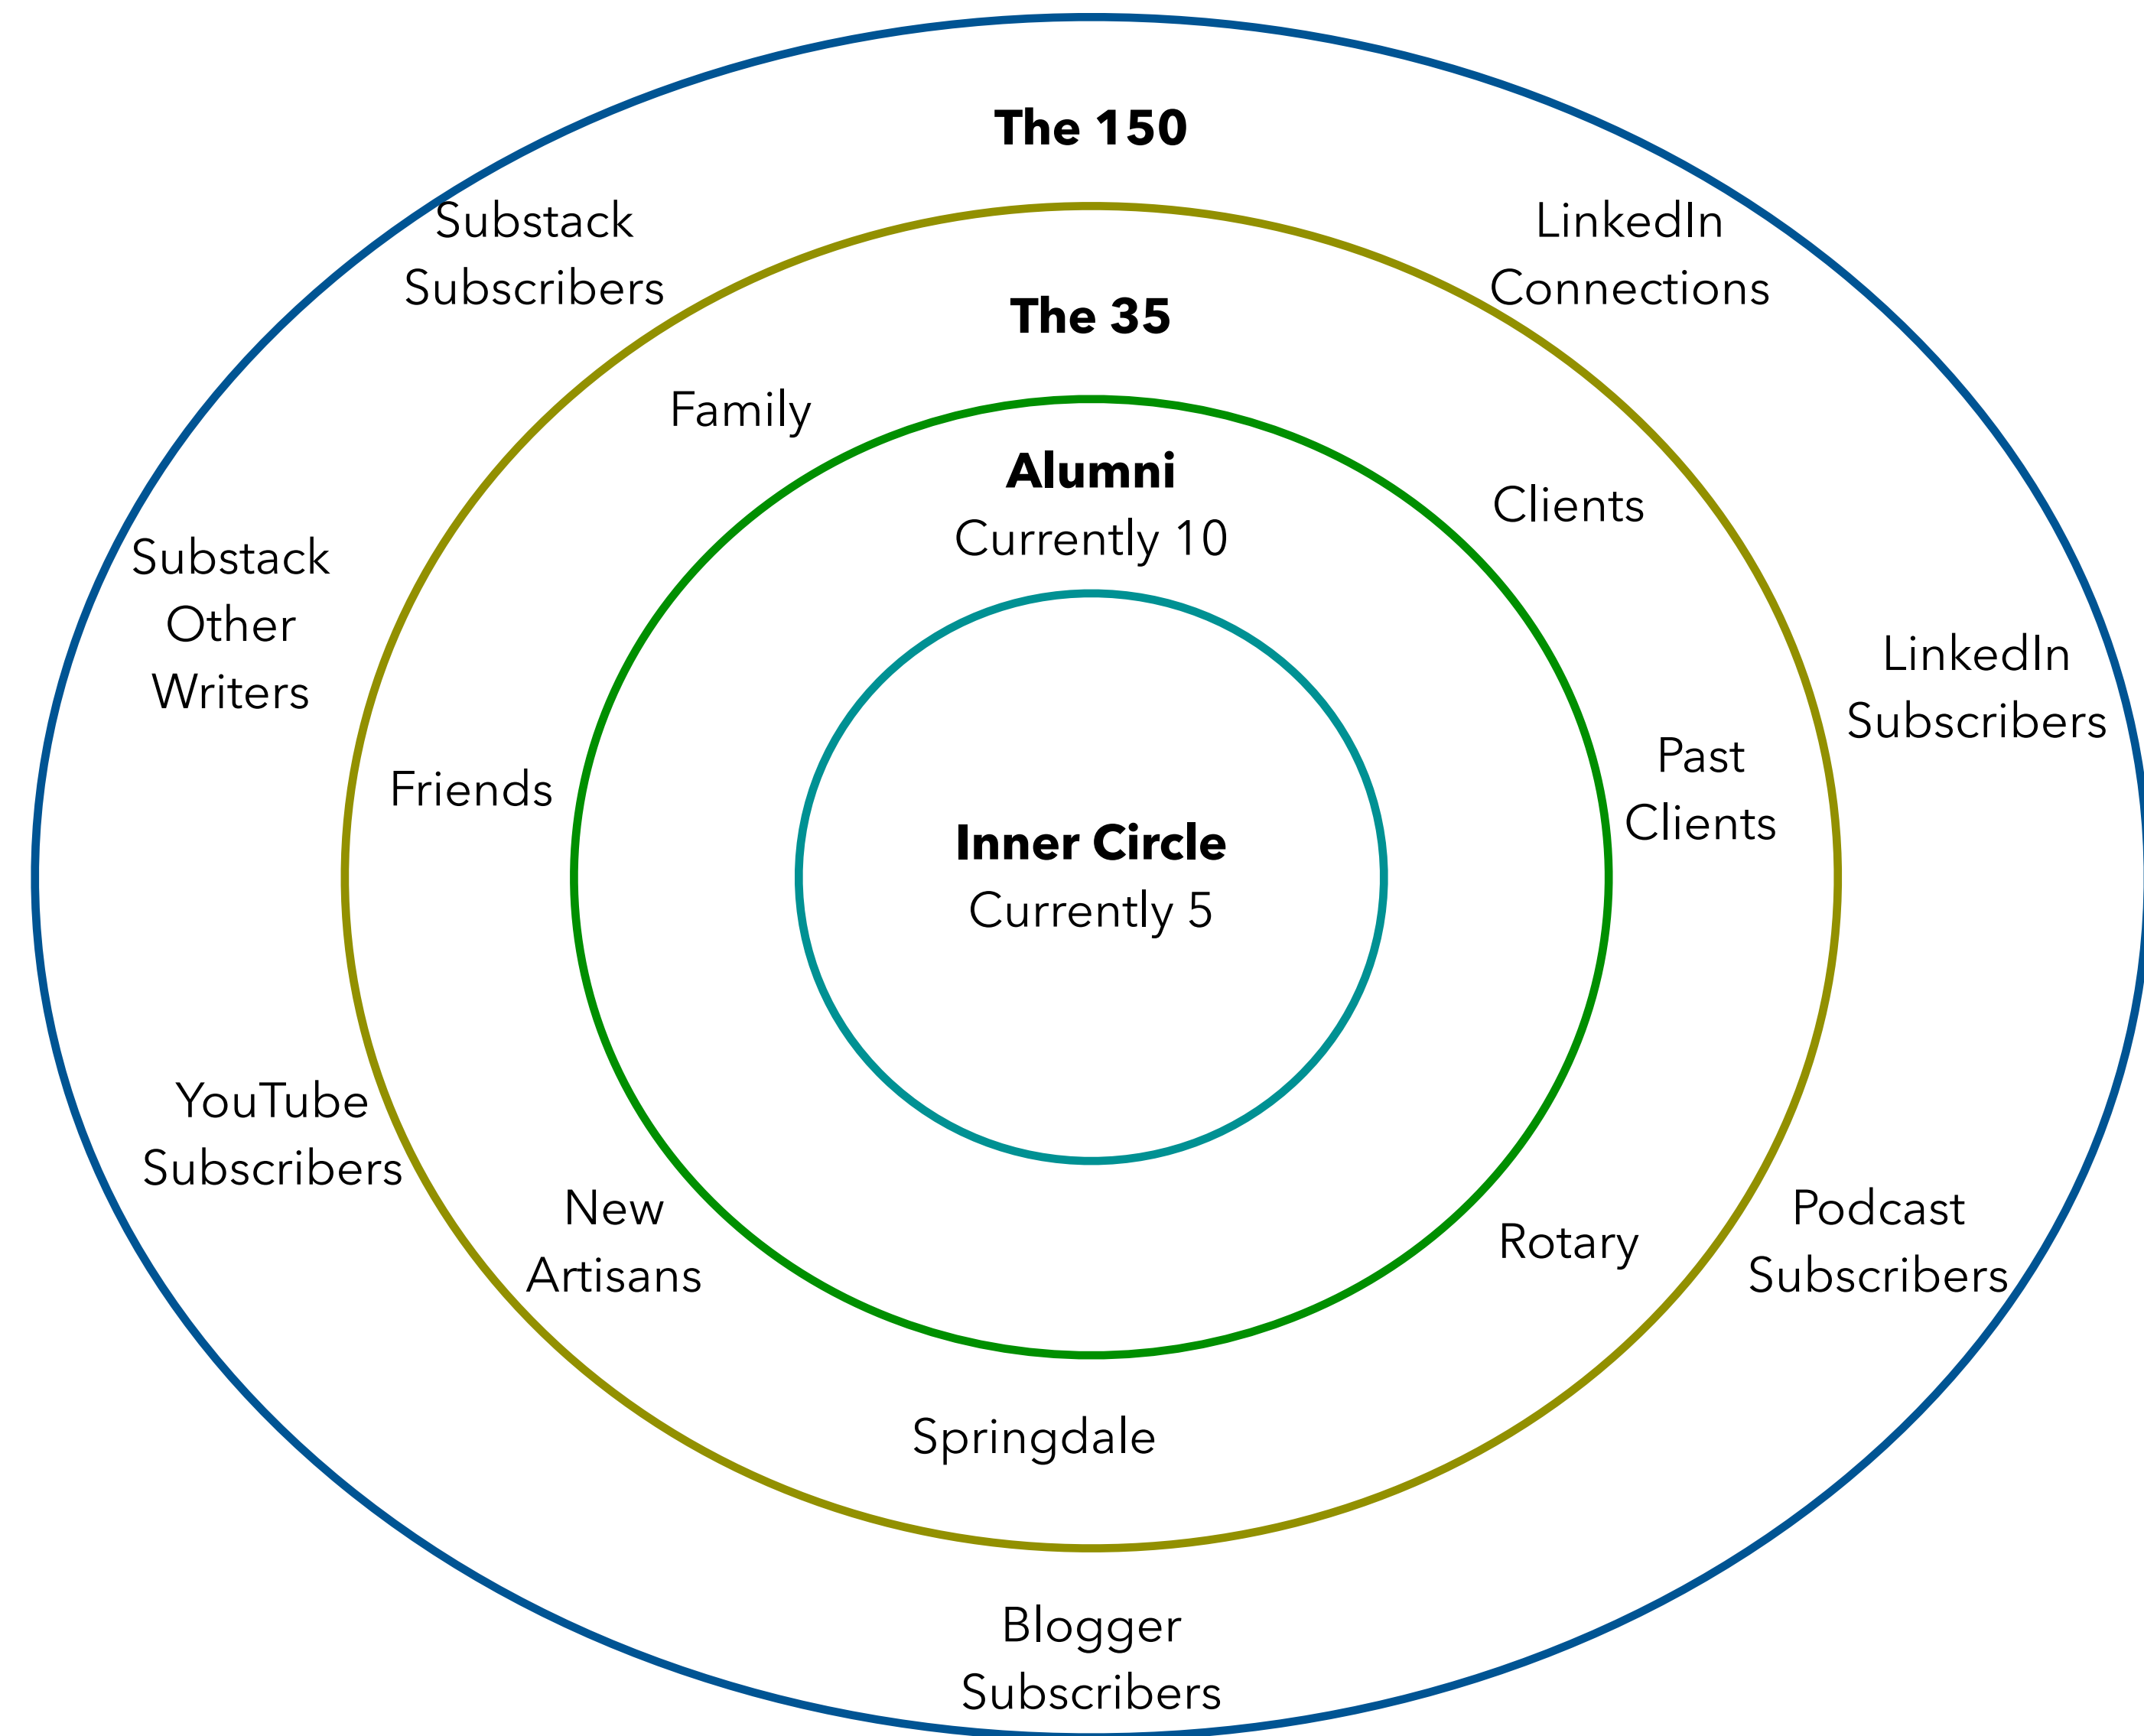 The 150
Substack
Subscribers
LinkedIn
Connections
The 35
Family
Alumni
Currently 10
Clients
Substack
Other
Writers
LinkedIn
Subscribers
Friends
Past
Clients
Inner Circle
Currently 5
YouTube
Subscribers
New
Artisans
Rotary
Podcast
Subscribers
Springdale
Blogger
Subscribers